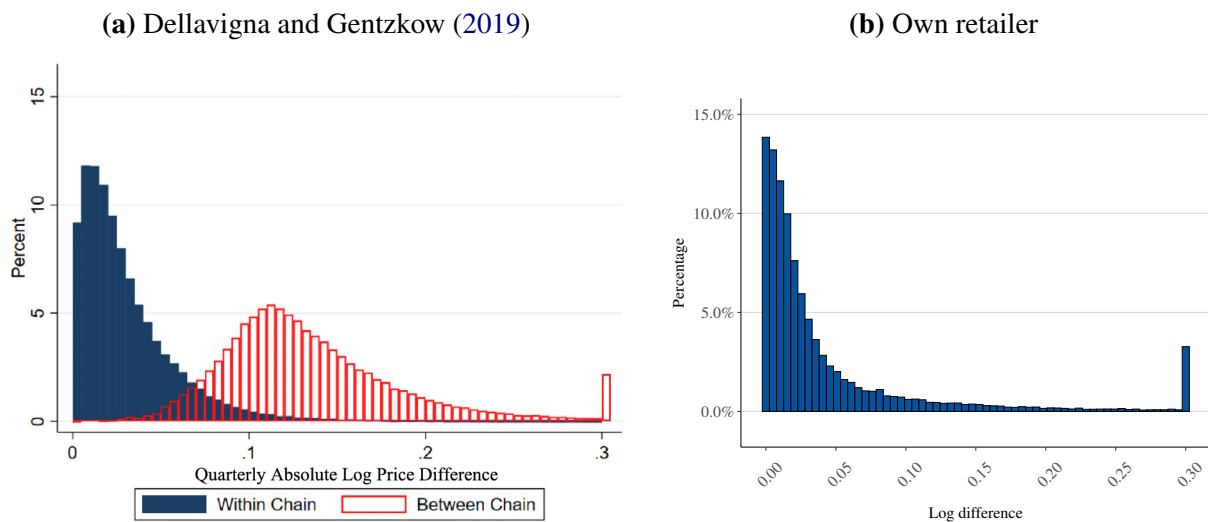 (a) Dellavigna and Gentzkow (2019)
15
10
5
0
Percent
0 .1 .2 .3
Quarterly Absolute Log Price Difference
Within Chain Between Chain
(b) Own retailer
15.0%
10.0%
5.0%
0.0%
Percentage
0.00 0.05 0.10 0.15 0.20 0.25 0.30
Log difference